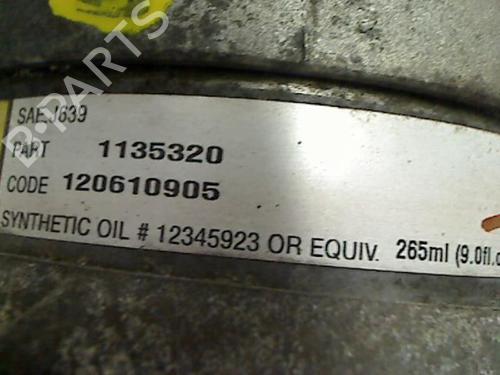 SAE J639
PART 1135320
CODE 120610905
SYNTHETIC OIL # 12345923 OR EQUIV. 265ml (9.0fl.o
B-PARTS